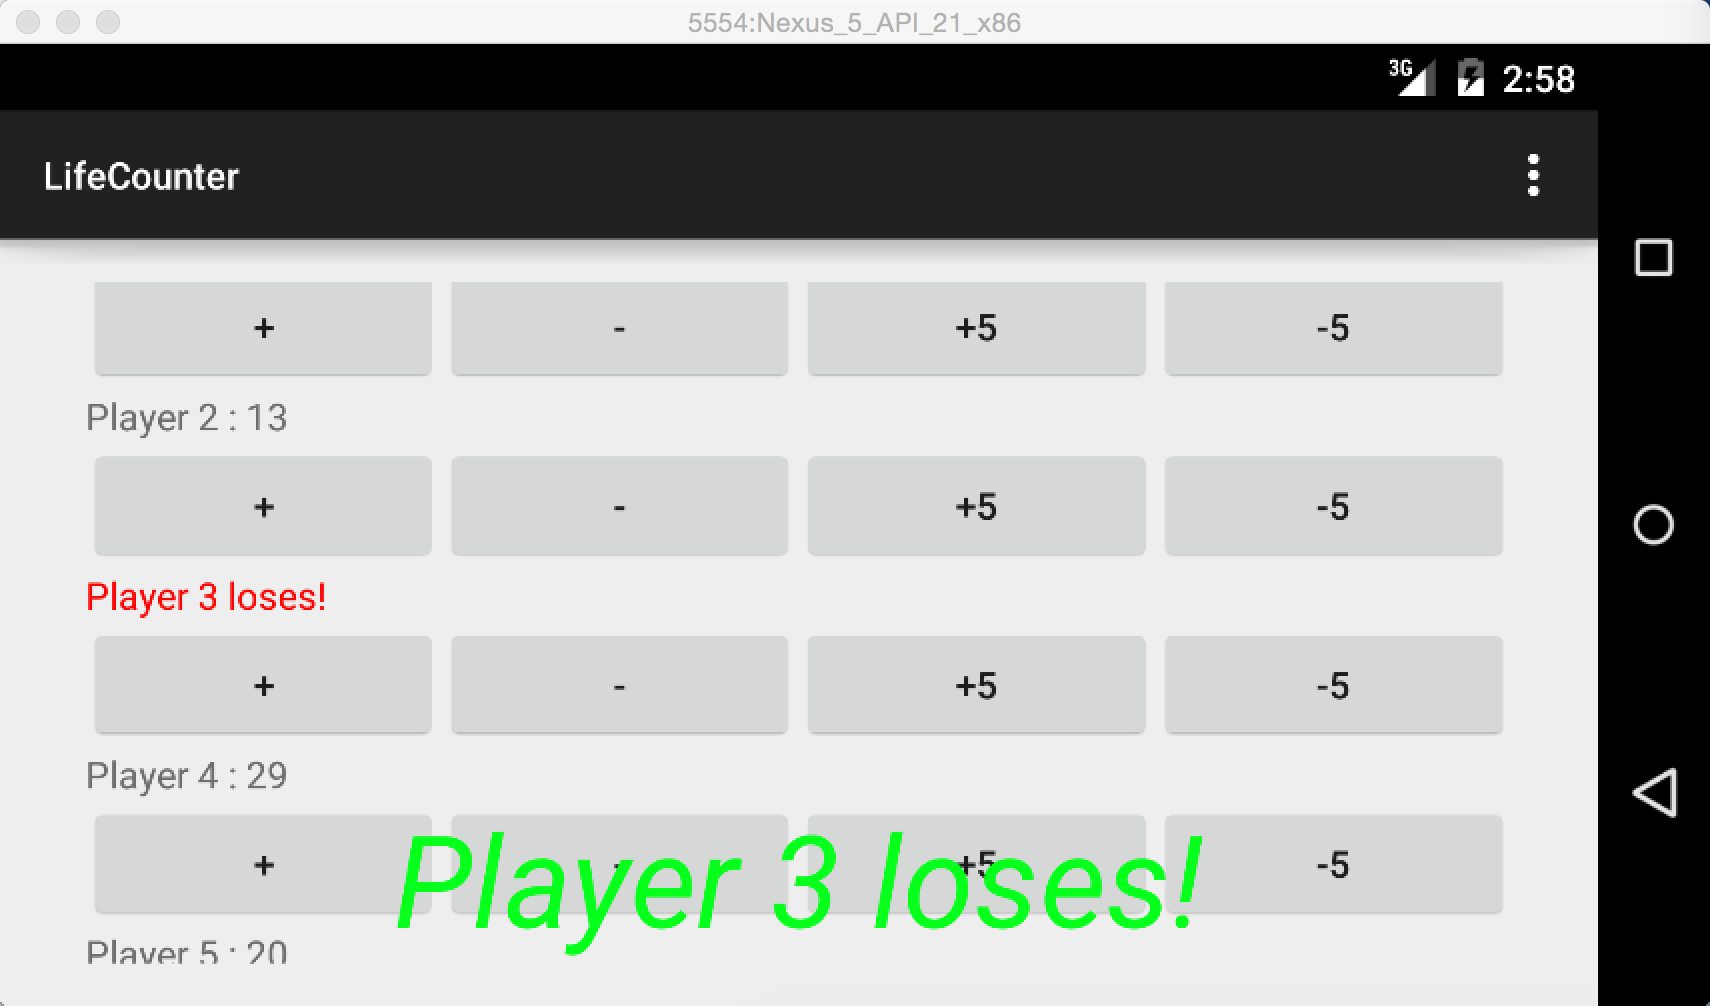 5554:Nexus_5_API_21_x86
3G 2:58
LifeCounter
+ - +5 -5
Player 2 : 13
+ - +5 -5
Player 3 loses!
+ - +5 -5
Player 4 : 29
+ - +5 -5
Player 3 loses!
Player 5 : 20